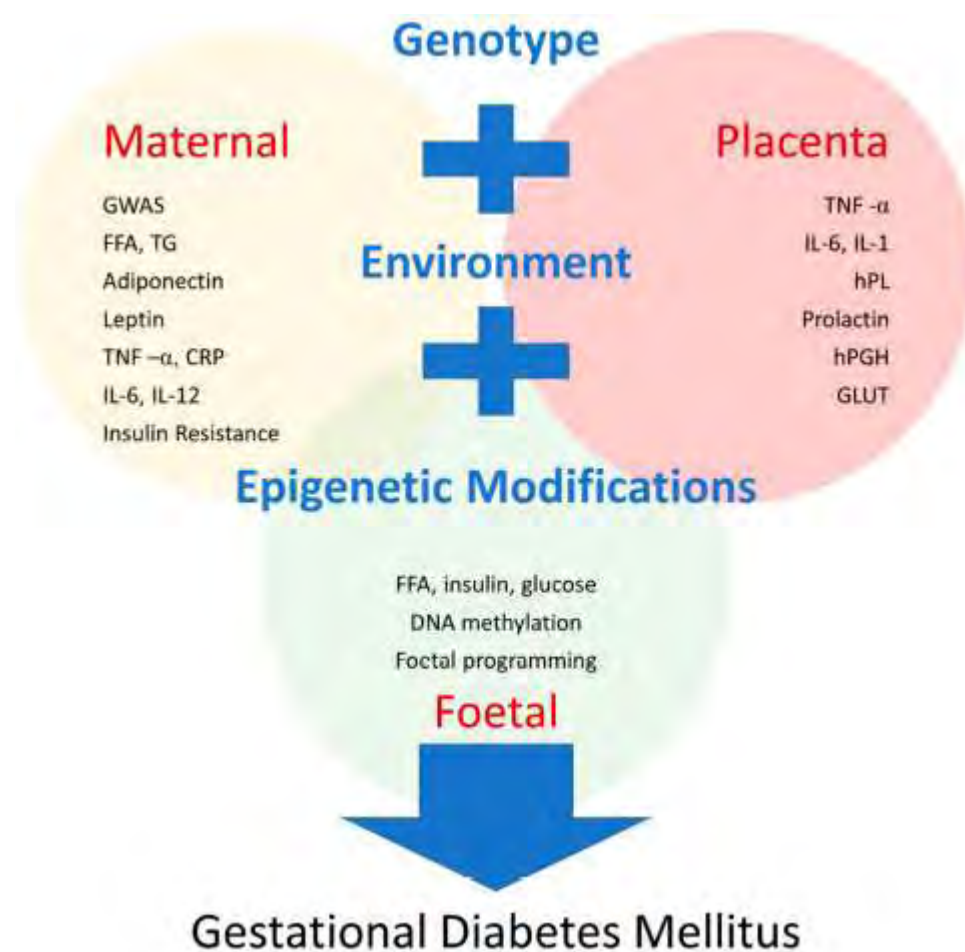 Genotype
Maternal
GWAS
FFA, TG
Adiponectin
Leptin
TNF –α, CRP
IL-6, IL-12
Insulin Resistance
Placenta
TNF -α
IL-6, IL-1
hPL
Prolactin
hPGH
GLUT
Environment
Epigenetic Modifications
FFA, insulin, glucose
DNA methylation
Foctal programming
Foetal
Gestational Diabetes Mellitus